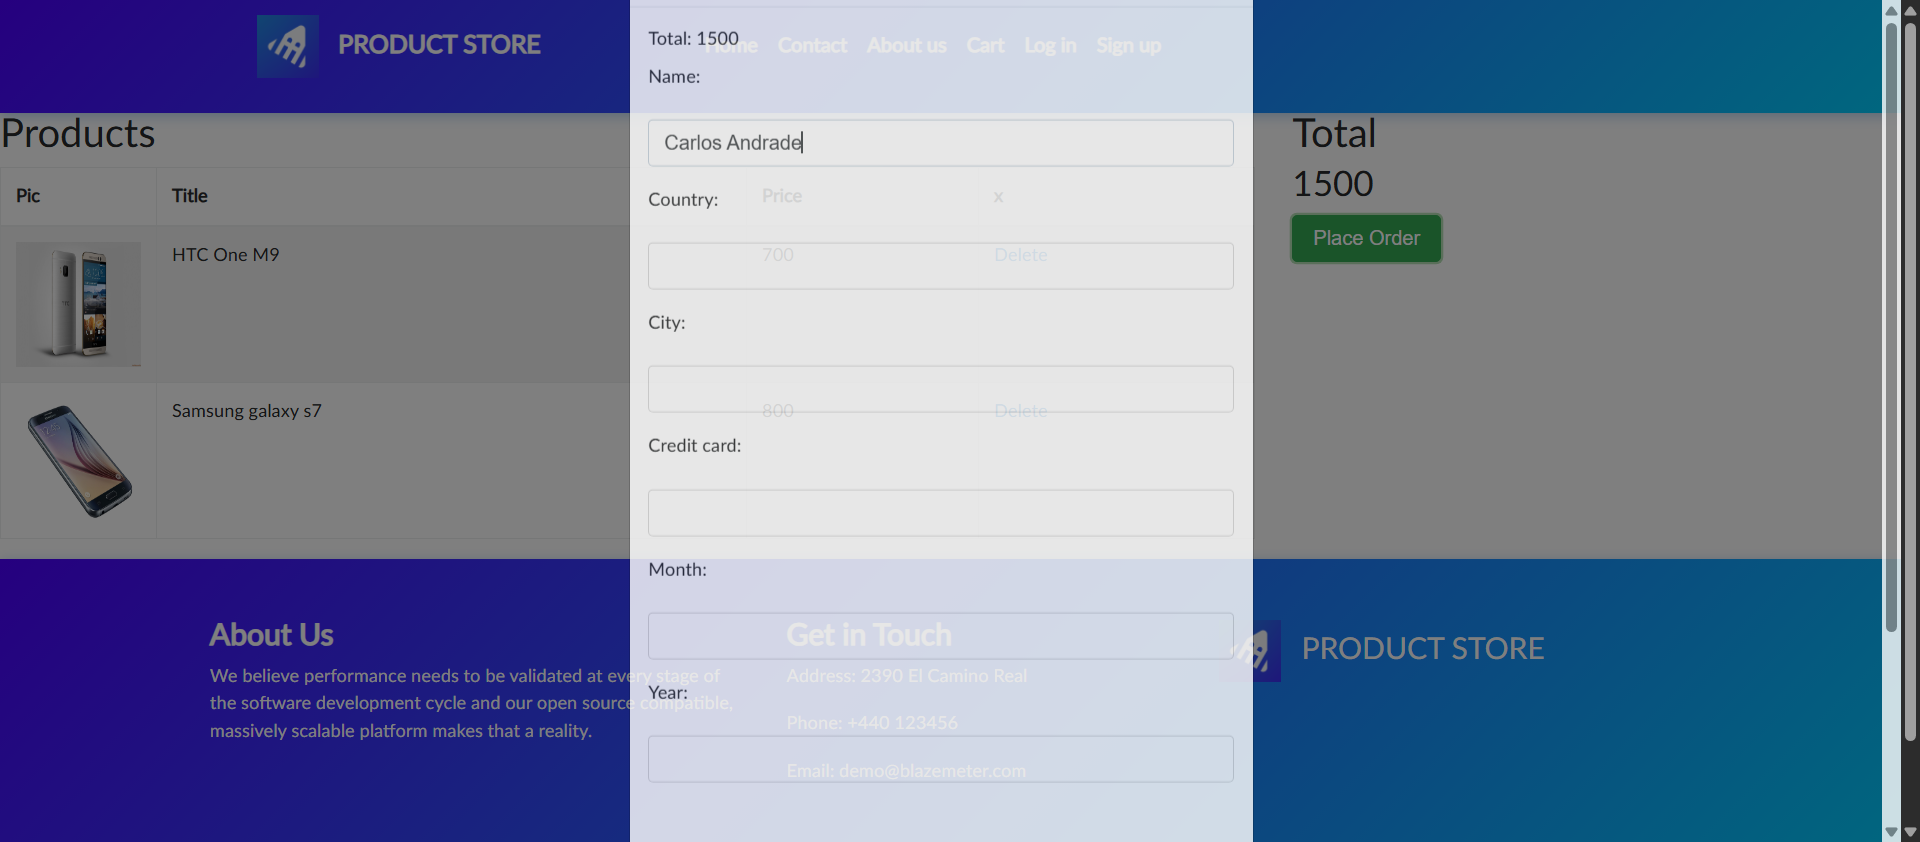 PRODUCT STORE
Home Contact About us Cart Log in Sign up
Total: 1500
Name:
Carlos Andrade
Country:
City:
Credit card:
Month:
Year:
Products
Pic Title Price x
HTC One M9 700 Delete
Samsung galaxy s7 800 Delete
Total
1500
Place Order
About Us
We believe performance needs to be validated at every stage of
the software development cycle and our open source compatible,
massively scalable platform makes that a reality.
Get in Touch
Address: 2390 El Camino Real
Phone: +440 123456
Email: demo@blazemeter.com
PRODUCT STORE